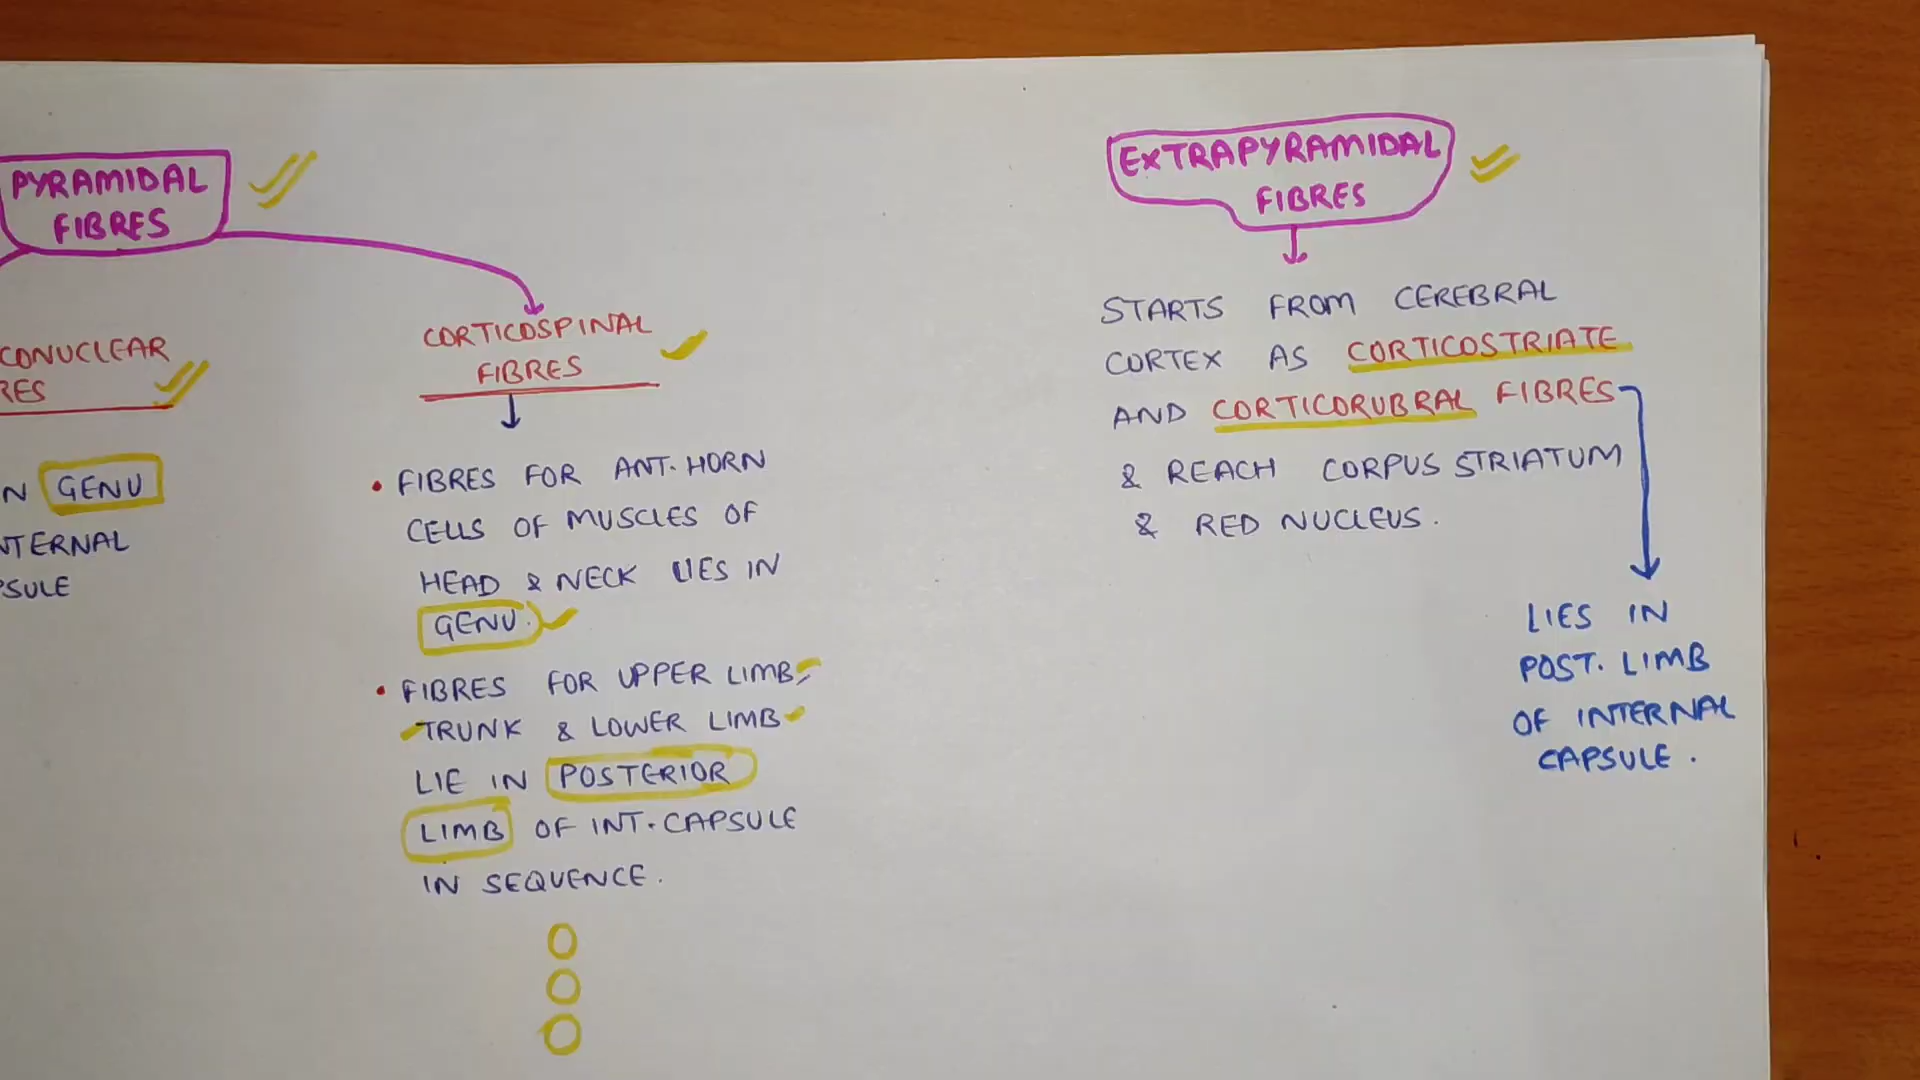 PYRAMIDAL
FIBRES
CONUCLEAR
RES
N GENU
NTERNAL
PSULE
CORTICOSPINAL
FIBRES
• FIBRES FOR ANT. HORN
CELLS OF MUSCLES OF
HEAD & NECK LIES IN
GENU.
• FIBRES FOR UPPER LIMB,
TRUNK & LOWER LIMB
LIE IN POSTERIOR
LIMB OF INT. CAPSULE
IN SEQUENCE.
EXTRAPYRAMIDAL
FIBRES
STARTS FROM CEREBRAL
CORTEX AS CORTICOSTRIATE
AND CORTICORUBRAL FIBRES
& REACH CORPUS STRIATUM
& RED NUCLEUS.
LIES IN
POST. LIMB
OF INTERNAL
CAPSULE.